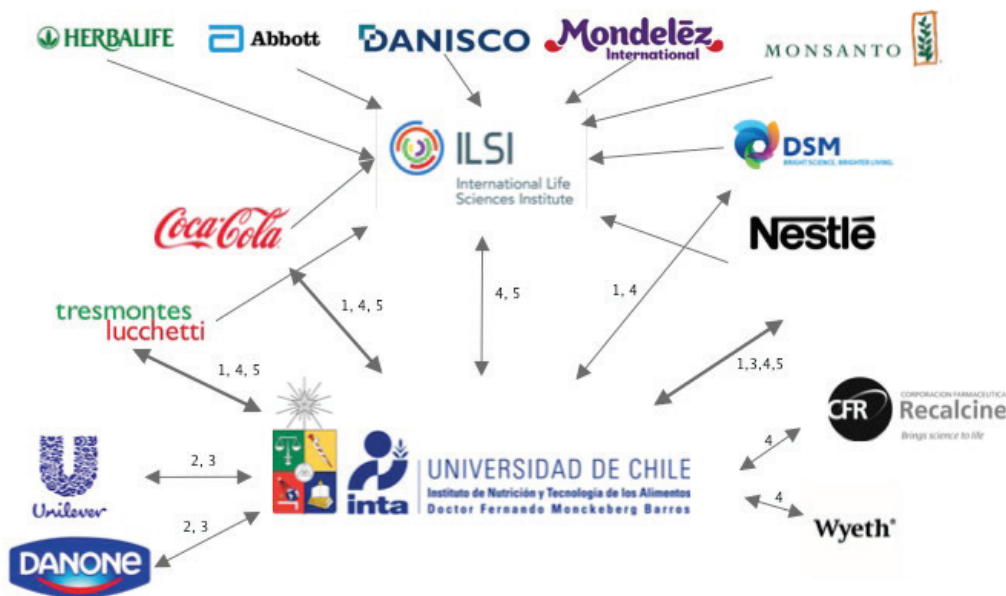 HERBALIFE
Abbott
DANISCO
Mondelēz
International
MONSANTO
ILSI
International Life
Sciences Institute
DSM
BRIGHT SCIENCE. BRIGHTER LIVING.
Coca-Cola
Nestlé
tresmontes
lucchetti
1, 4, 5
4, 5
1, 4
1, 4, 5
1,3,4,5
CFR
CORPORACION FARMACEUTICA
Recalcine
Brings science to life
Unilever
2, 3
inta
UNIVERSIDAD DE CHILE
Instituto de Nutrición y Tecnología de los Alimentos
Doctor Fernando Monckeberg Barros
4
4
Wyeth®
DANONE
2, 3